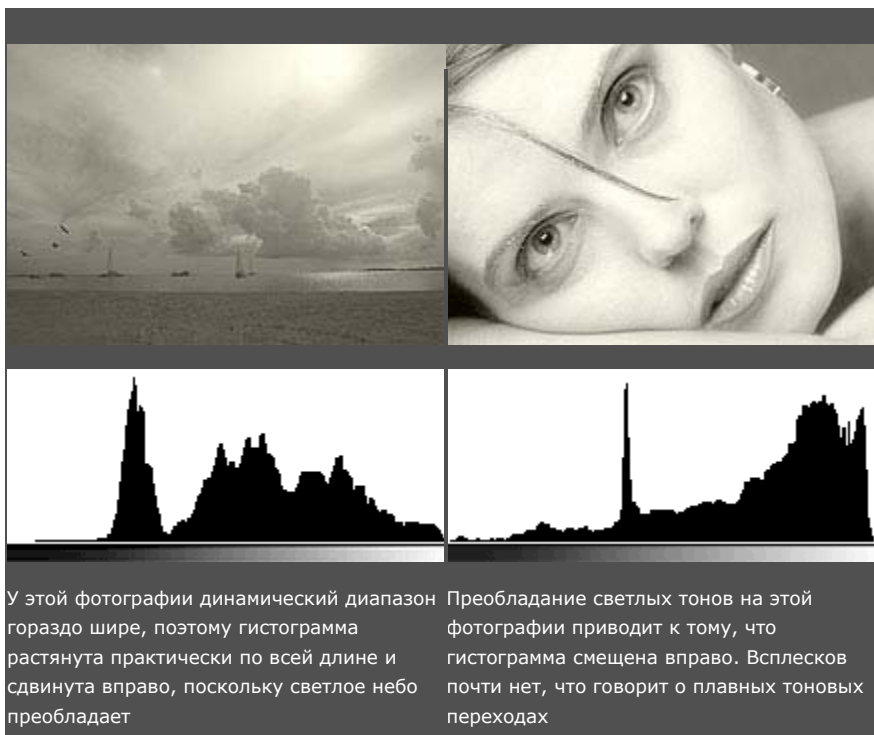 У этой фотографии динамический диапазон
гораздо шире, поэтому гистограмма
растянута практически по всей длине и
сдвинута вправо, поскольку светлое небо
преобладает
Преобладание светлых тонов на этой
фотографии приводит к тому, что
гистограмма смещена вправо. Всплесков
почти нет, что говорит о плавных тоновых
переходах